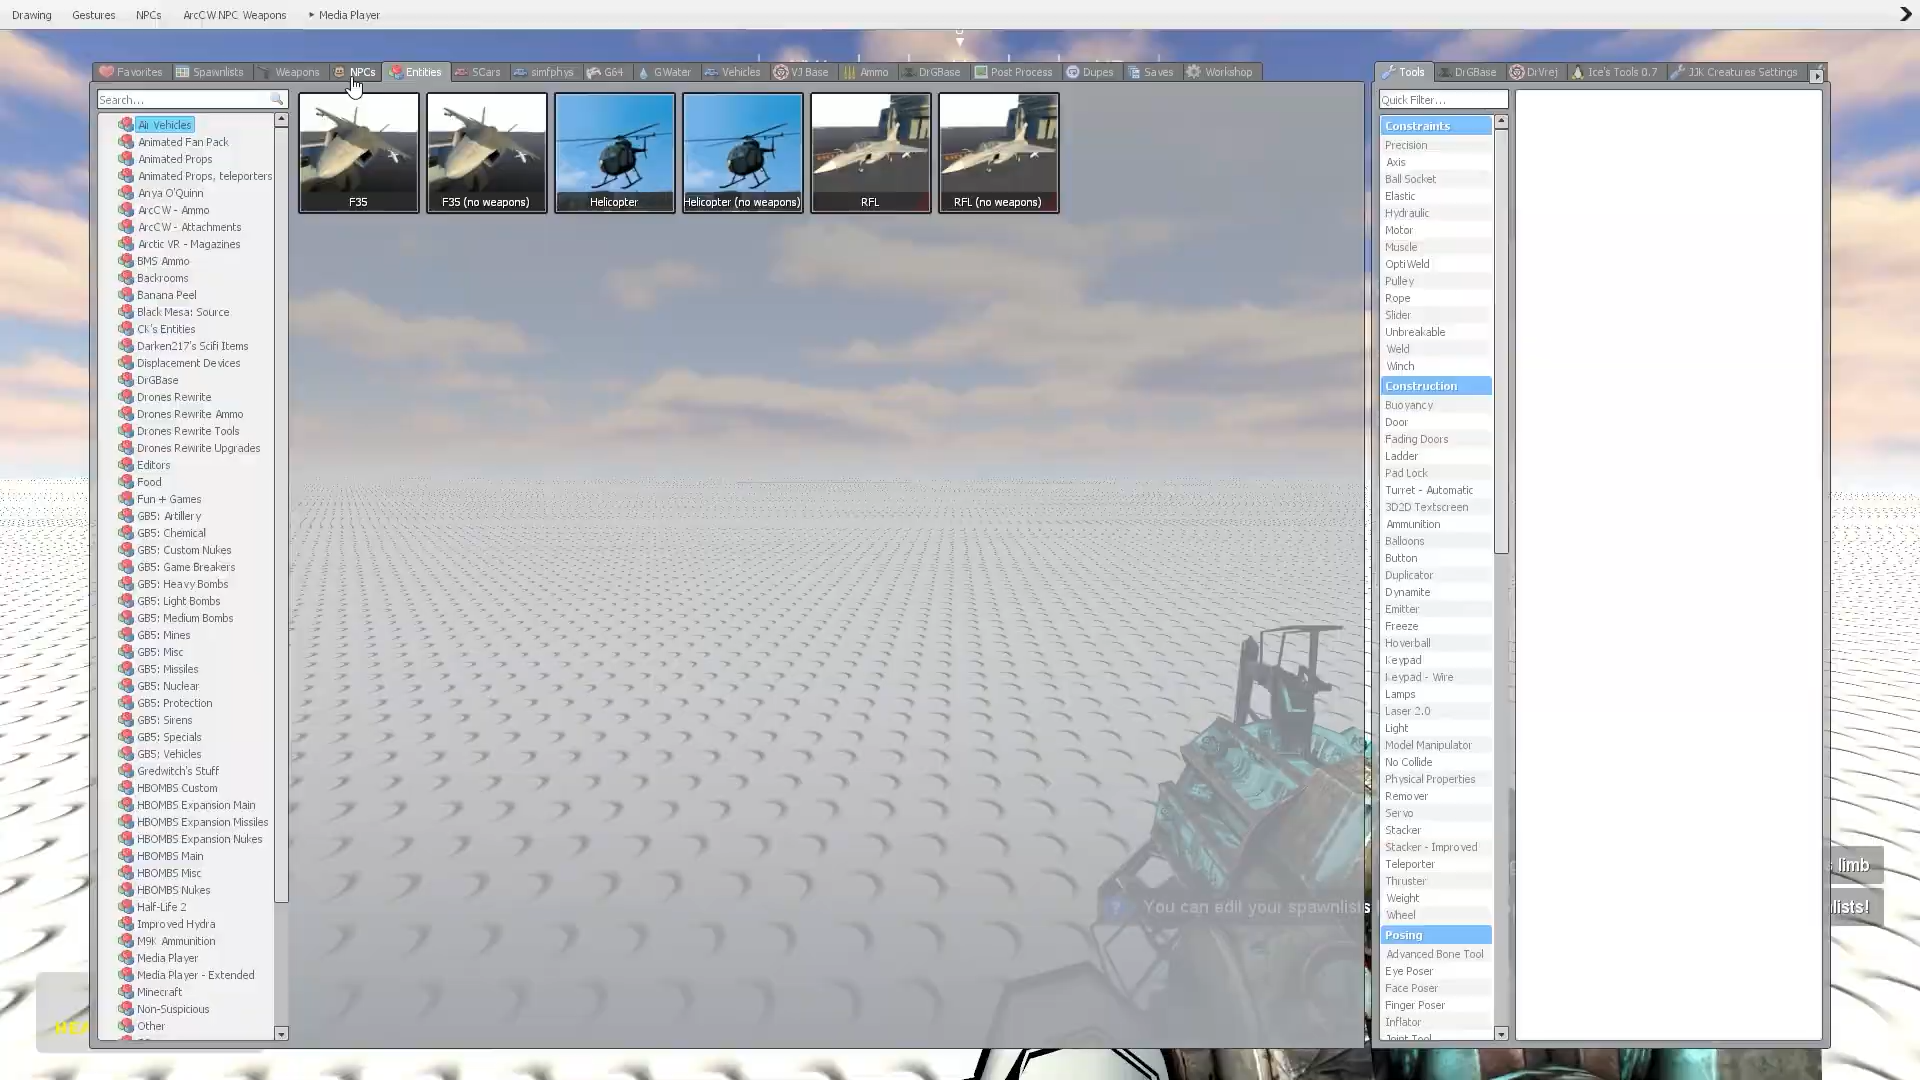 Drawing Gestures NPCs ArcCW NPC Weapons ▸ Media Player
Favorites Spawnlists Weapons NPCs Entities SCars simfphys G64 GWater Vehicles VJ Base Ammo DrGBase Post Process Dupes Saves Workshop
Search...
Air Vehicles
Animated Fan Pack
Animated Props
Animated Props, teleporters
Anya O'Quinn
ArcCW - Ammo
ArcCW - Attachments
Arctic VR - Magazines
BMS Ammo
Backrooms
Banana Peel
Black Mesa: Source
Ck's Entities
Darken217's Scifi Items
Displacement Devices
DrGBase
Drones Rewrite
Drones Rewrite Ammo
Drones Rewrite Tools
Drones Rewrite Upgrades
Editors
Food
Fun + Games
GB5: Artillery
GB5: Chemical
GB5: Custom Nukes
GB5: Game Breakers
GB5: Heavy Bombs
GB5: Light Bombs
GB5: Medium Bombs
GB5: Mines
GB5: Misc
GB5: Missiles
GB5: Nuclear
GB5: Protection
GB5: Sirens
GB5: Specials
GB5: Vehicles
Gredwitch's Stuff
HBOMBS Custom
HBOMBS Expansion Main
HBOMBS Expansion Missiles
HBOMBS Expansion Nukes
HBOMBS Main
HBOMBS Misc
HBOMBS Nukes
Half-Life 2
Improved Hydra
M9K Ammunition
Media Player
Media Player - Extended
Minecraft
Non-Suspicious
Other
F35
F35 (no weapons)
Helicopter
Helicopter (no weapons)
RFL
RFL (no weapons)
You can edit your spawnlists
Tools DrGBase DrVrej Ice's Tools 0.7 JJK Creatures Settings
Quick Filter...
Constraints
Precision
Axis
Ball Socket
Elastic
Hydraulic
Motor
Muscle
OptiWeld
Pulley
Rope
Slider
Unbreakable
Weld
Winch
Construction
Buoyancy
Door
Fading Doors
Ladder
Pad Lock
Turret - Automatic
3D2D Textscreen
Ammunition
Balloons
Button
Duplicator
Dynamite
Emitter
Freeze
Hoverball
Keypad
Keypad - Wire
Lamps
Laser 2.0
Light
Model Manipulator
No Collide
Physical Properties
Remover
Servo
Stacker
Stacker - Improved
Teleporter
Thruster
Weight
Wheel
Posing
Advanced Bone Tool
Eye Poser
Face Poser
Finger Poser
Inflator
Joint Tool
limb
lists!